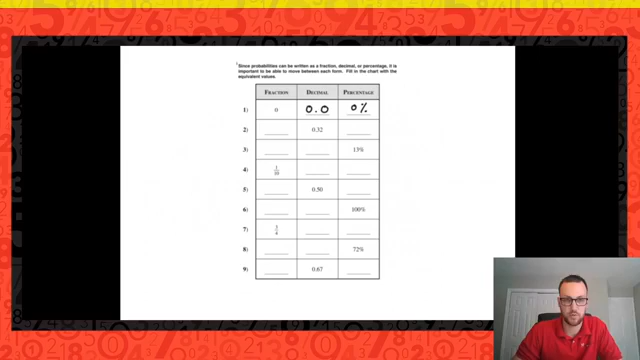 Since probabilities can be written as a fraction, decimal, or percentage, it is
important to be able to move between each form. Fill in the chart with the
equivalent values.
FRACTION DECIMAL PERCENTAGE
1) 0 0.0 0%
2) 0.32
3) 13%
4) 1/10
5) 0.50
6) 100%
7) 3/4
8) 72%
9) 0.67